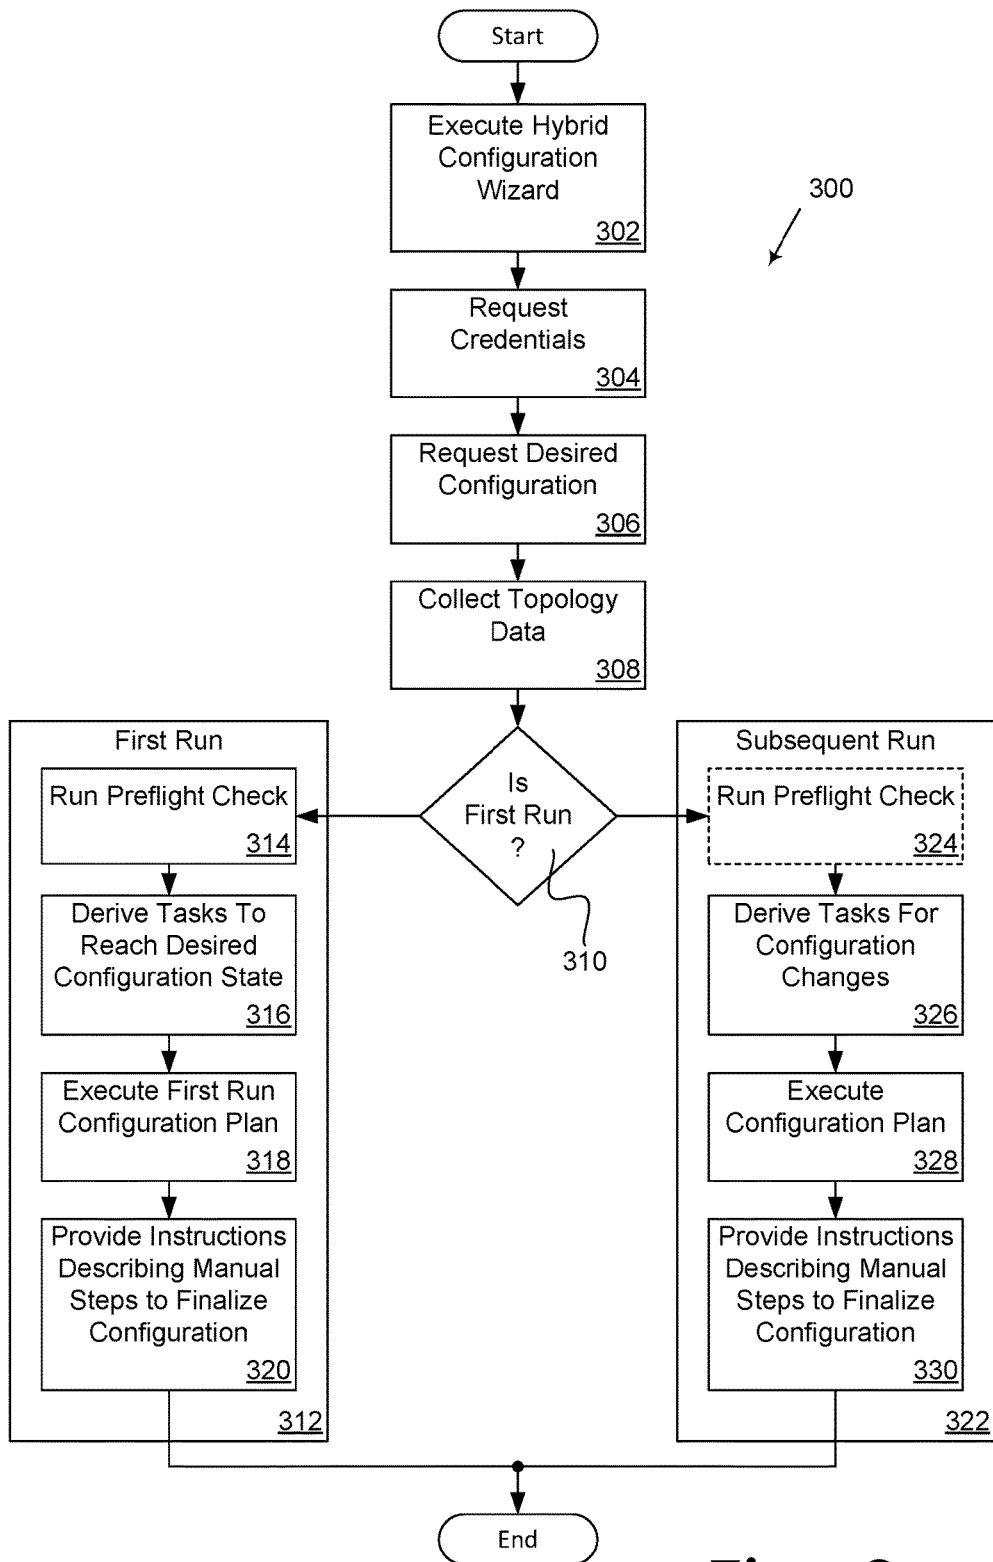 Start
Execute Hybrid
Configuration
Wizard
302
300
Request
Credentials
304
Request Desired
Configuration
306
Collect Topology
Data
308
Is
First Run
?
310
First Run
Run Preflight Check
314
Derive Tasks To
Reach Desired
Configuration State
316
Execute First Run
Configuration Plan
318
Provide Instructions
Describing Manual
Steps to Finalize
Configuration
320
312
Subsequent Run
Run Preflight Check
324
Derive Tasks For
Configuration
Changes
326
Execute
Configuration Plan
328
Provide Instructions
Describing Manual
Steps to Finalize
Configuration
330
322
End